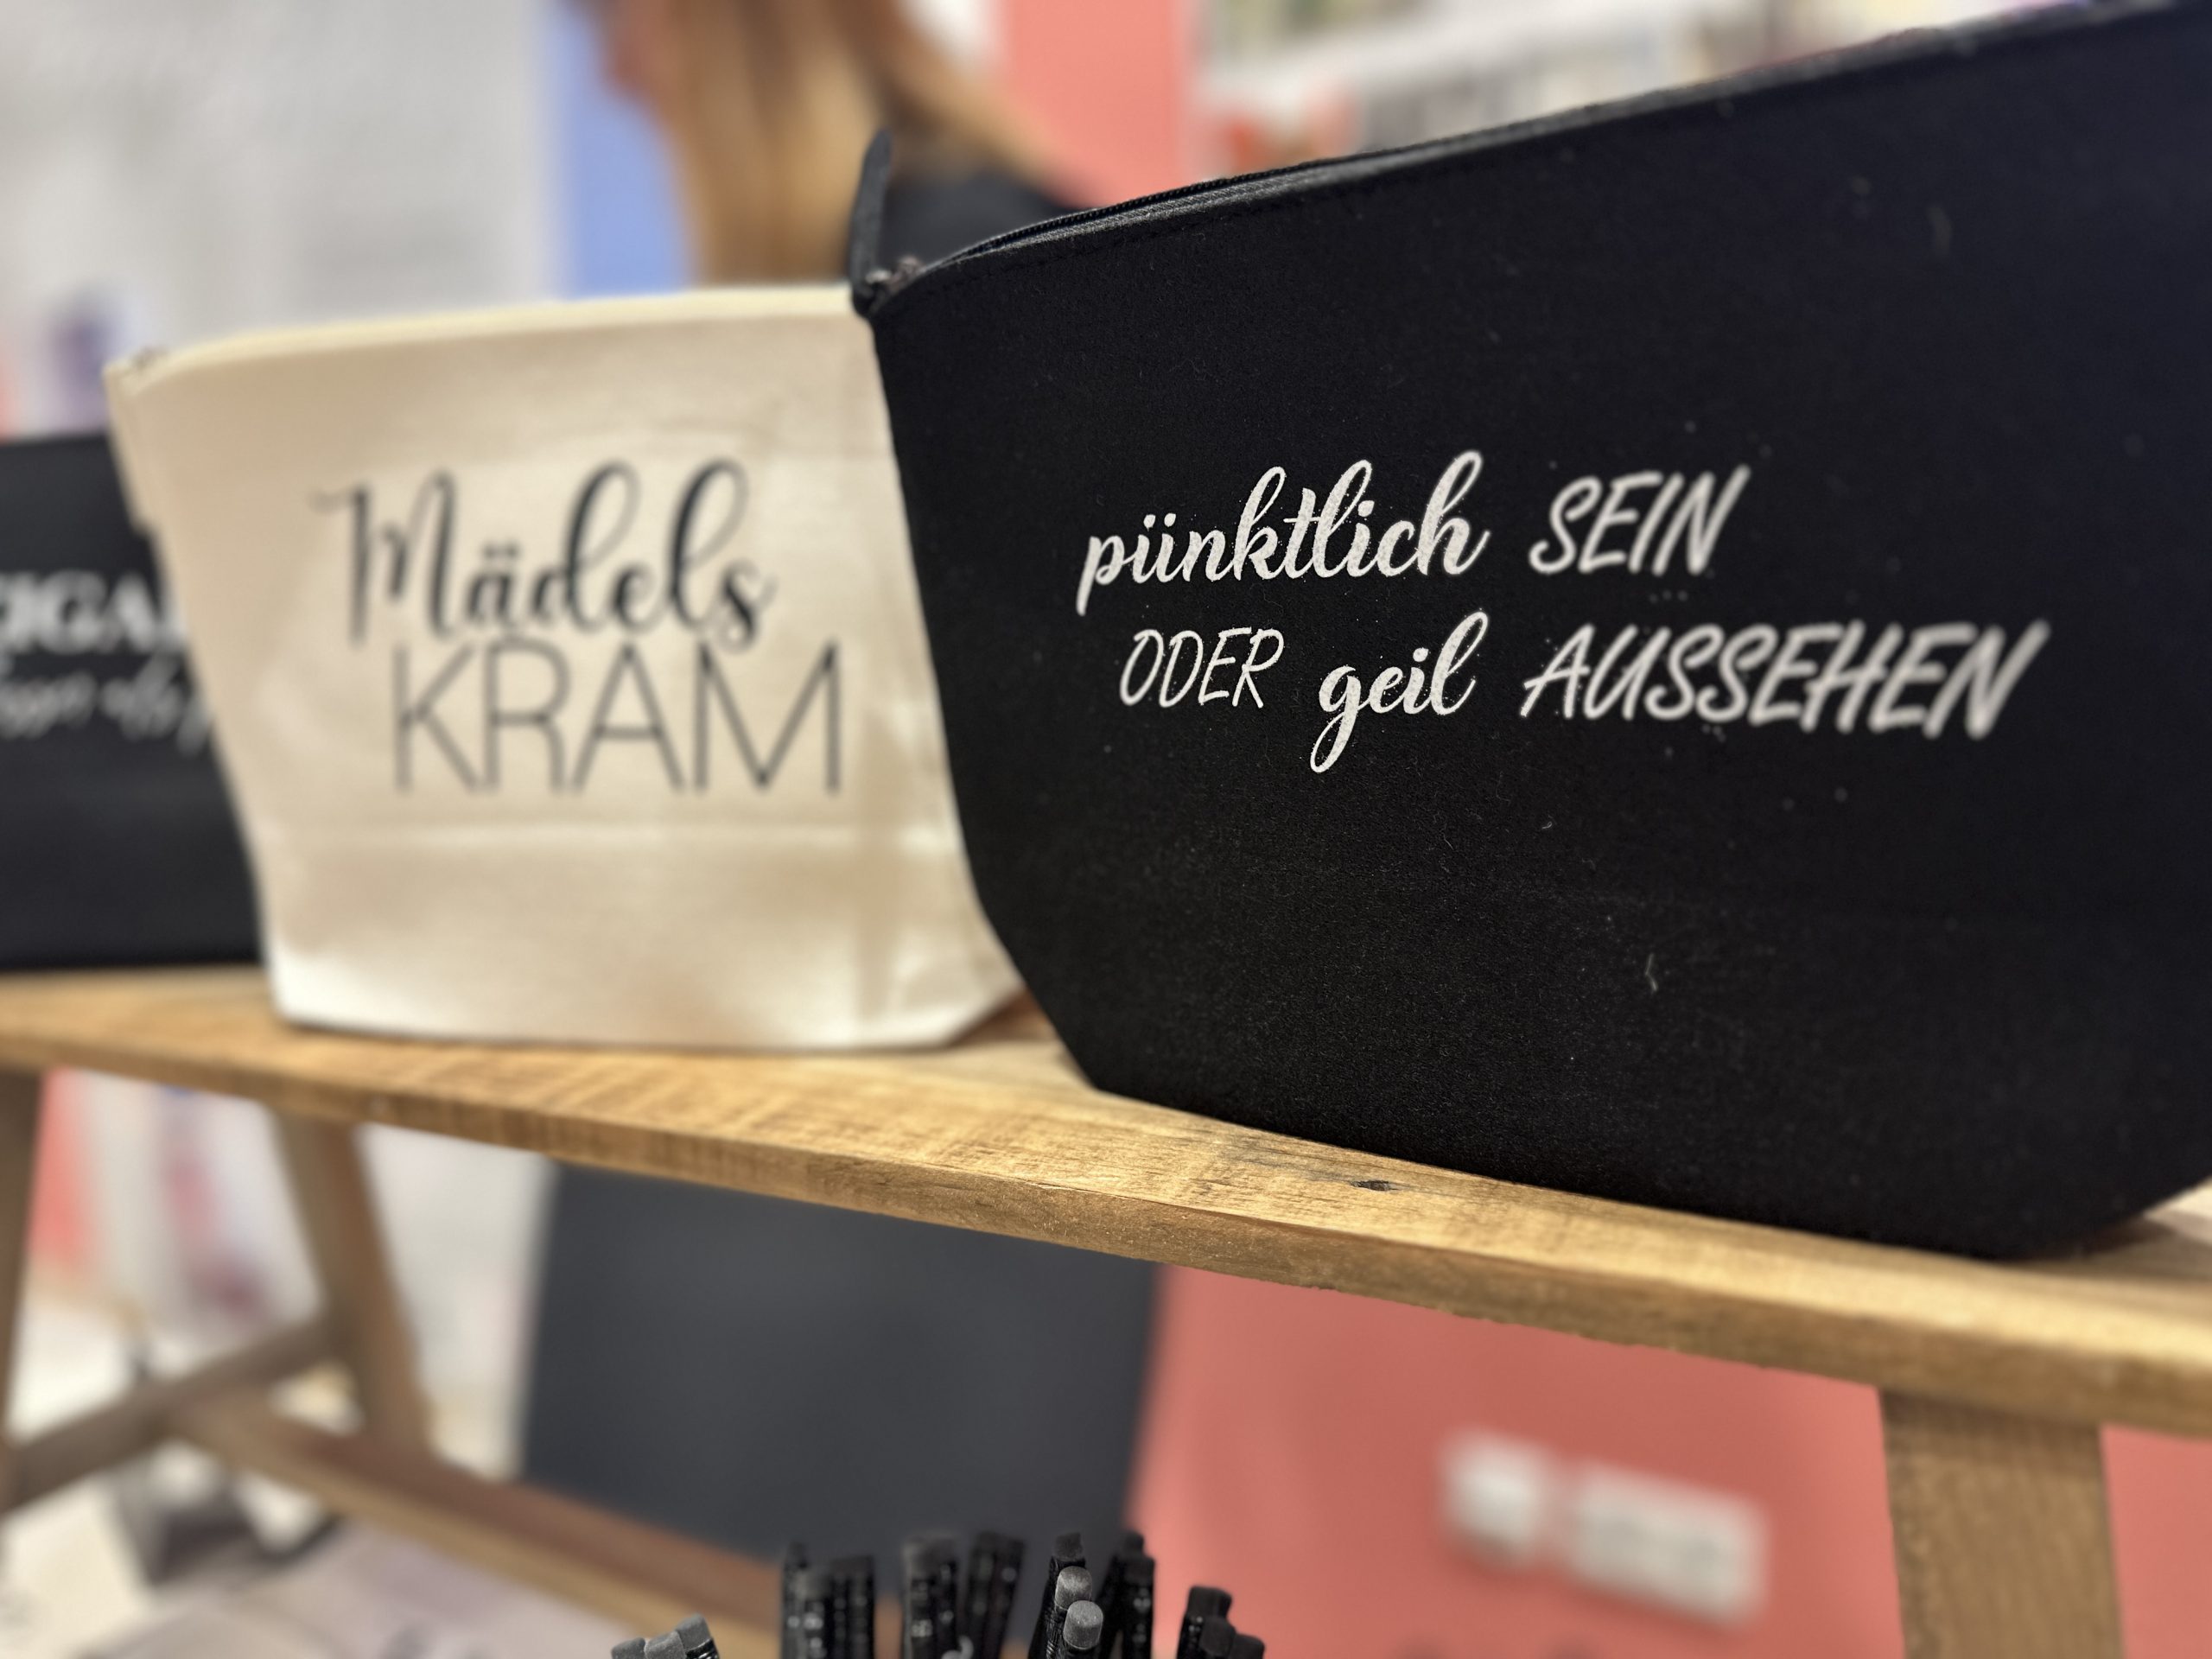 Mädels
KRAM
pünktlich SEIN
ODER geil AUSSEHEN